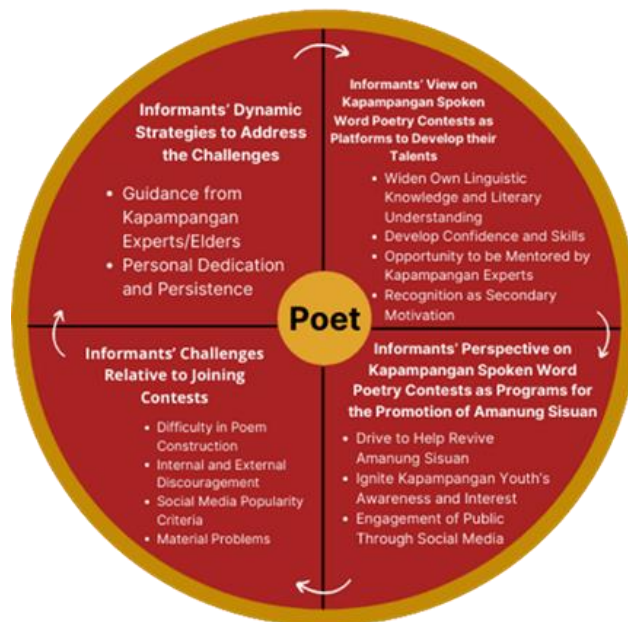 Informants' Dynamic
Strategies to Address
the Challenges
• Guidance from
Kapampangan
Experts/Elders
• Personal Dedication
and Persistence
Informants' View on
Kapampangan Spoken
Word Poetry Contests as
Platforms to Develop their
Talents
• Widen Own Linguistic
Knowledge and Literary
Understanding
• Develop Confidence and Skills
• Opportunity to be Mentored by
Kapampangan Experts
• Recognition as Secondary
Motivation
Poet
Informants' Challenges
Relative to Joining
Contests
• Difficulty in Poem
Construction
• Internal and External
Discouragement
• Social Media Popularity
Criteria
• Material Problems
Informants' Perspective on
Kapampangan Spoken Word
Poetry Contests as Programs for
the Promotion of Amanung Sisuan
• Drive to Help Revive
Amanung Sisuan
• Ignite Kapampangan Youth's
Awareness and Interest
• Engagement of Public
Through Social Media